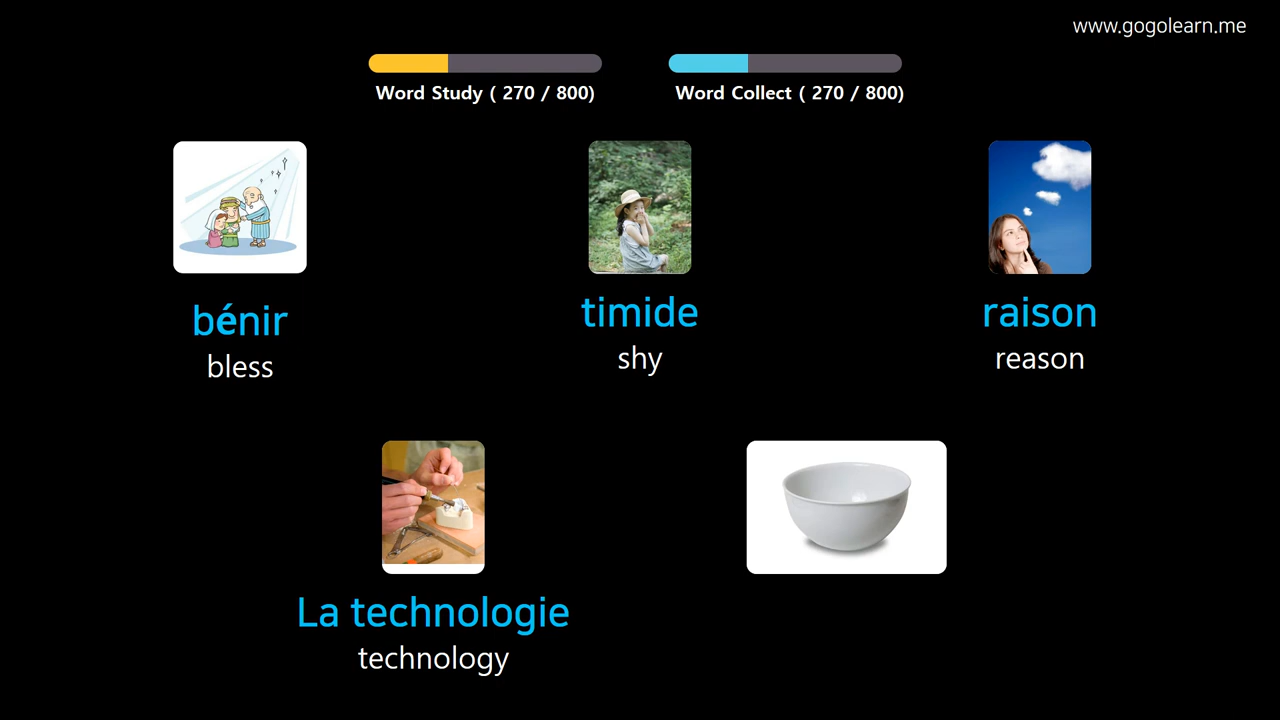 www.gogolearn.me
Word Study ( 270 / 800)
Word Collect ( 270 / 800)
bénir
bless
timide
shy
raison
reason
La technologie
technology